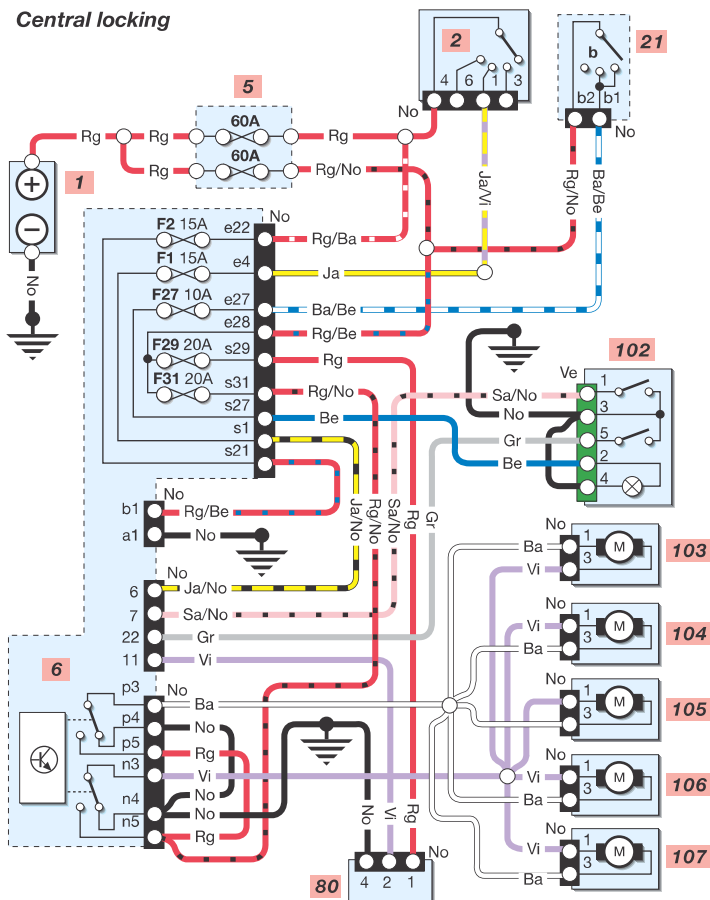 Central locking
2
21
b
4 6 1 3
b2 b1
No
No
5
60A
60A
Rg
Rg
Rg
Rg
Rg/No
1
+
−
No
Ja/Vi
Rg/No
Ba/Be
No
F2 15A
e22
Rg/Ba
F1 15A
e4
Ja
F27 10A
e27
Ba/Be
e28
Rg/Be
F29 20A
s29
Rg
F31 20A
s31
Rg/No
s27
Be
s1
s21
102
Ve
1
Sa/No
3
No
5
Gr
2
Be
4
No
b1
Rg/Be
a1
No
Ja/No
Rg/No
Sa/No
Rg
Gr
No
6
Ja/No
7
Sa/No
22
Gr
11
Vi
6
No
p3
Ba
p4
No
p5
Rg
n3
Vi
No
n4
No
n5
Rg
No
1
3
M
Ba
Vi
103
No
1
3
M
Vi
Ba
104
No
1
3
M
105
No
1
3
M
Vi
Ba
106
No
1
3
M
Vi
Ba
107
No
Vi
Rg
No
80
4 2 1